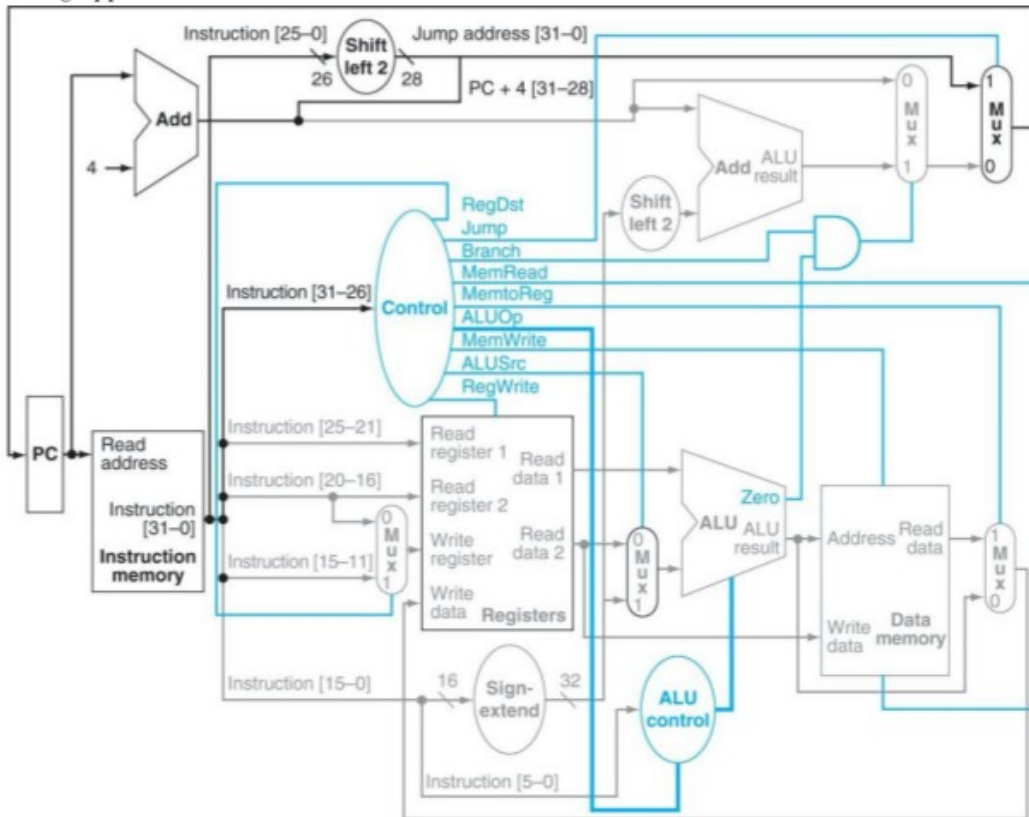 Instruction [25–0]
Shift
left 2
Jump address [31–0]
26
28
PC + 4 [31–28]
Add
4
0
M
u
x
1
1
M
u
x
0
Add
ALU
result
Shift
left 2
RegDst
Jump
Branch
MemRead
MemtoReg
ALUOp
MemWrite
ALUSrc
RegWrite
Instruction [31–26]
Control
PC
Read
address
Instruction
[31–0]
Instruction
memory
Instruction [25–21]
Instruction [20–16]
Instruction [15–11]
0
M
u
x
1
Read
register 1
Read
register 2
Write
register
Write
data
Read
data 1
Read
data 2
Registers
0
M
u
x
1
Zero
ALU
ALU
result
Address
Read
data
Write
data
Data
memory
1
M
u
x
0
Instruction [15–0]
16
Sign-
extend
32
ALU
control
Instruction [5–0]